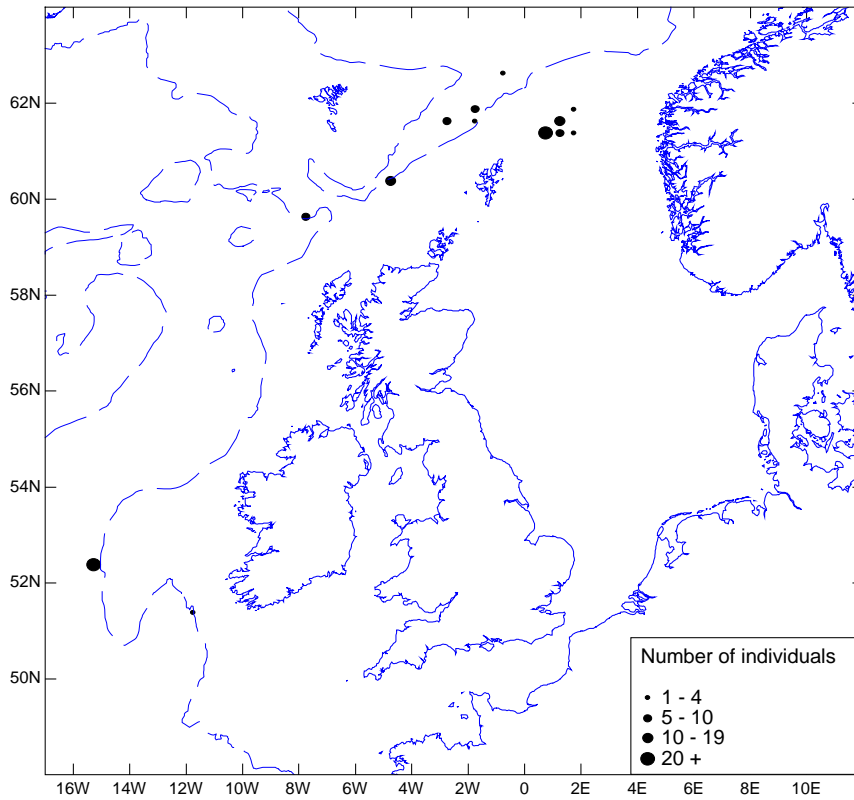 62N
60N
58N
56N
54N
52N
50N
Number of individuals
1 - 4
5 - 10
10 - 19
20 +
16W 14W 12W 10W 8W 6W 4W 2W 0 2E 4E 6E 8E 10E